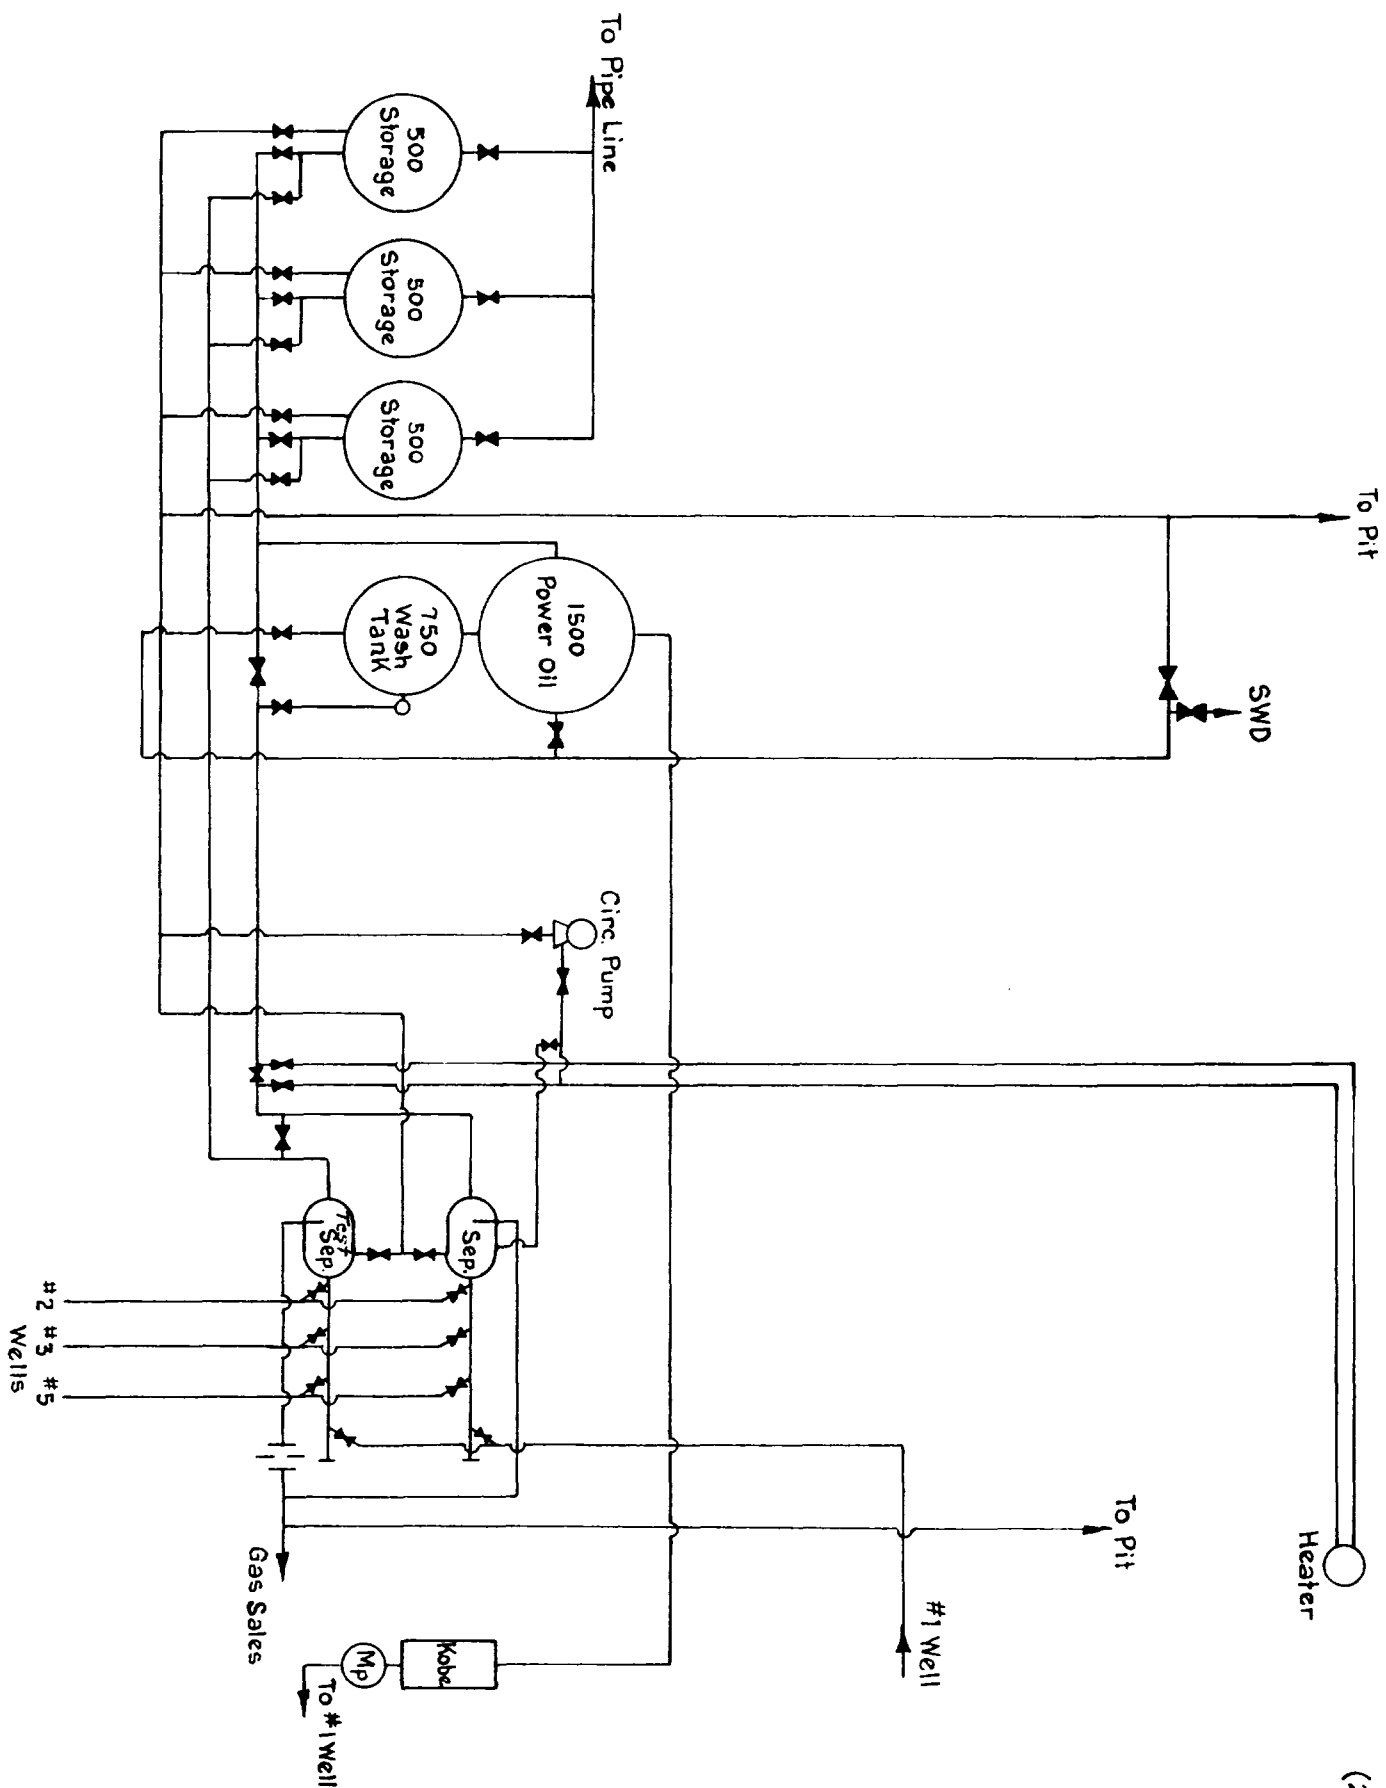 (2
To Pit
Heater
SWD
To Pit
#1 Well
To Pipe Line
Circ. Pump
1500
Power Oil
Sep.
Kobe
500
Storage
500
Storage
500
Storage
750
Wash
Tank
Mp
Test
Sep.
To #1 Well
Gas Sales
#2 #3 #5
Wells